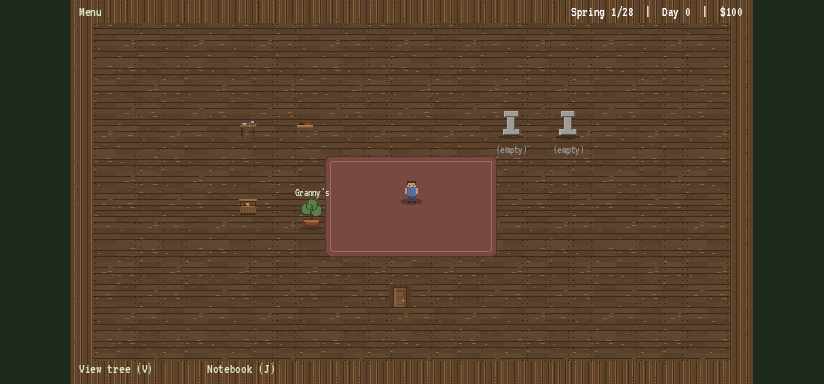 Menu
Spring 1/28 | Day 0 | $100
(empty)
(empty)
Granny's
View tree (V)
Notebook (J)